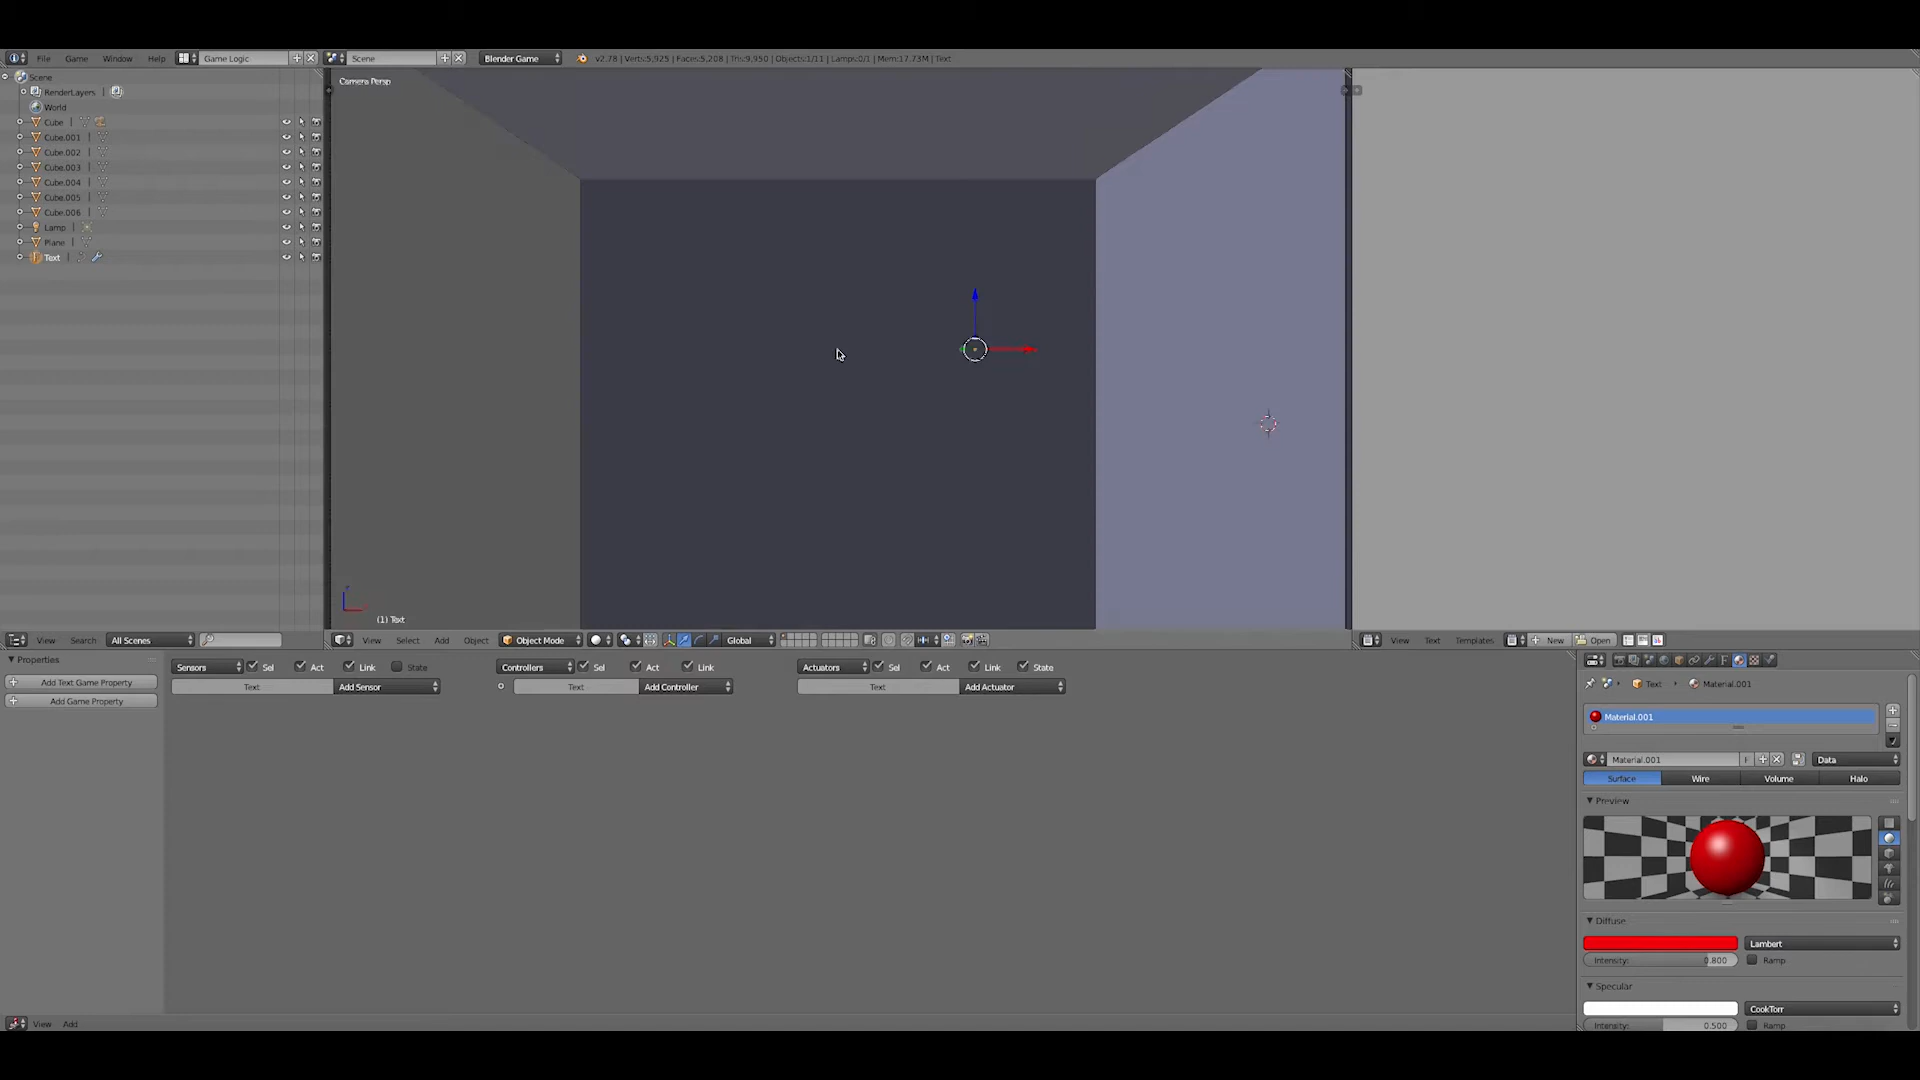 File Game Window Help Game Logic Scene Blender Game v2.78 | Verts:5,925 | Faces:5,208 | Tris:9,950 | Objects:1/11 | Lamps:0/1 | Mem:17.73M | Text
Scene
RenderLayers |
World
Cube |
Cube.001 |
Cube.002 |
Cube.003 |
Cube.004 |
Cube.005 |
Cube.006 |
Lamp |
Plane |
Text |
Camera Persp
(1) Text
View Search All Scenes
View Select Add Object Object Mode Global
View Text Templates New Open
Properties
Add Text Game Property
Add Game Property
Sensors Sel Act Link State
Text Add Sensor
Controllers Sel Act Link
Text Add Controller
Actuators Sel Act Link State
Text Add Actuator
Text Material.001
Material.001
Material.001 F Data
Surface Wire Volume Halo
Preview
Diffuse
Lambert
Intensity: 0.800 Ramp
Specular
CookTorr
Intensity: 0.500 Ramp
View Add